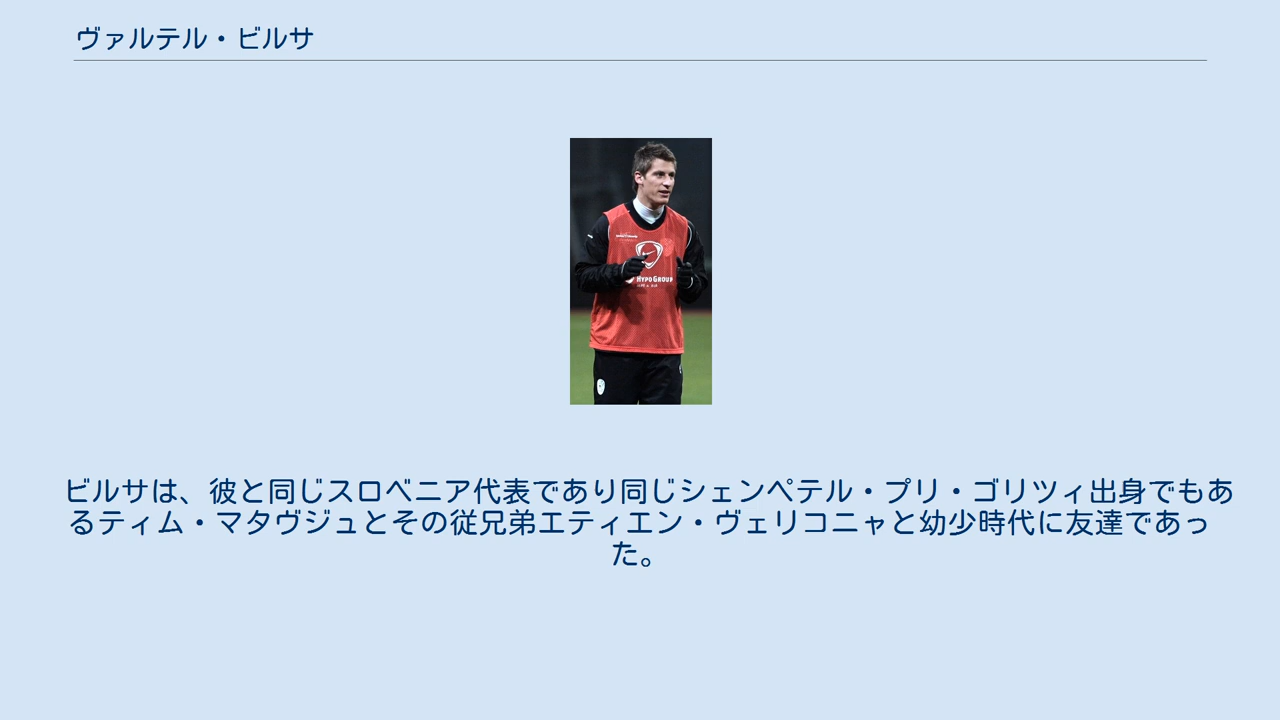 ヴァルテル・ビルサ
HYPO GROUP
ビルサは、彼と同じスロベニア代表であり同じシェンペテル・プリ・ゴリツィ出身でもあ
るティム・マタヴジュとその従兄弟エティエン・ヴェリコニャと幼少時代に友達であっ
た。